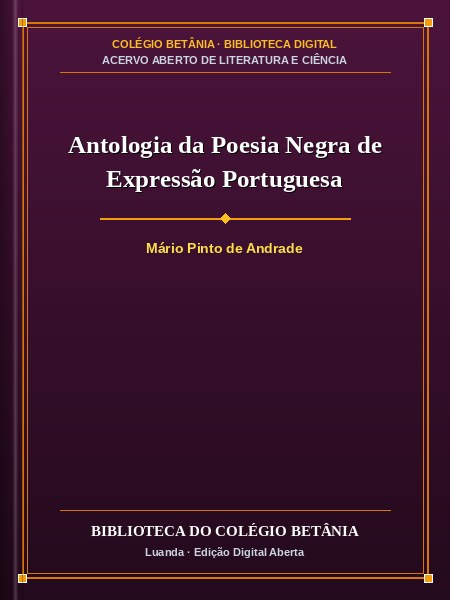 COLÉGIO BETÂNIA · BIBLIOTECA DIGITAL
ACERVO ABERTO DE LITERATURA E CIÊNCIA
Antologia da Poesia Negra de
Expressão Portuguesa
Mário Pinto de Andrade
BIBLIOTECA DO COLÉGIO BETÂNIA
Luanda · Edição Digital Aberta